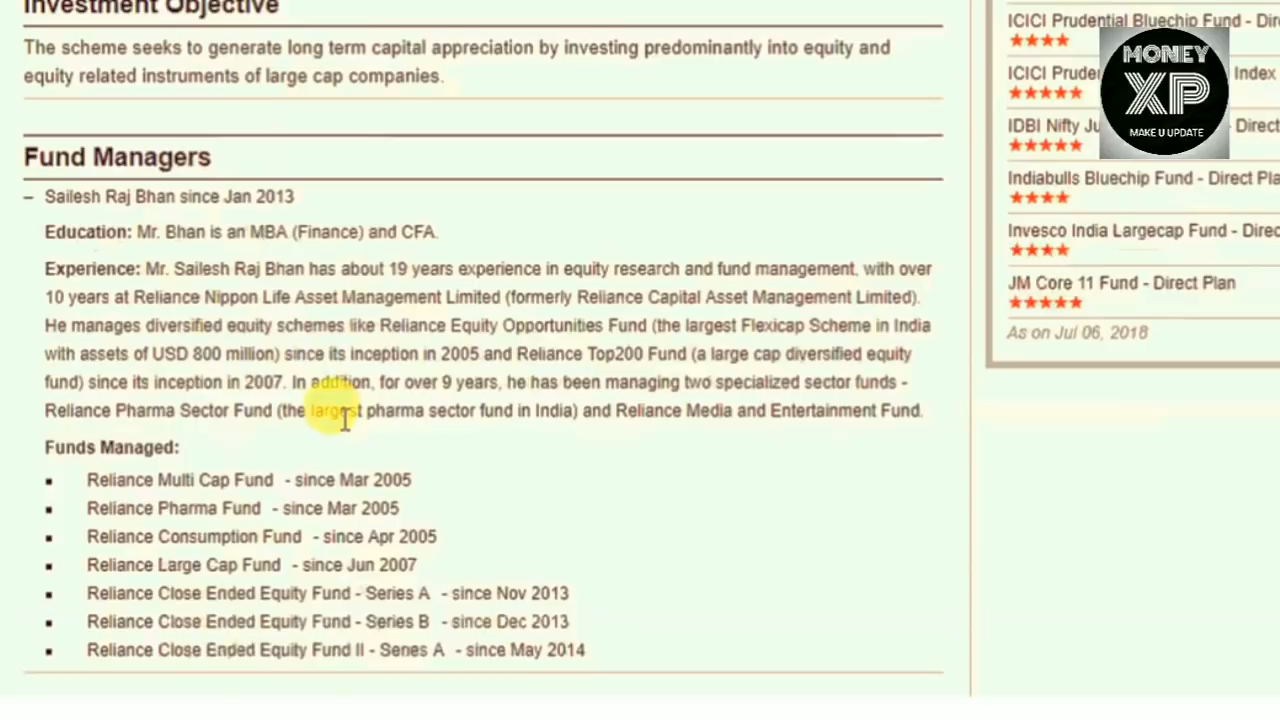 Investment Objective
The scheme seeks to generate long term capital appreciation by investing predominantly into equity and
equity related instruments of large cap companies.
Fund Managers
– Sailesh Raj Bhan since Jan 2013
Education: Mr. Bhan is an MBA (Finance) and CFA.
Experience: Mr. Sailesh Raj Bhan has about 19 years experience in equity research and fund management, with over
10 years at Reliance Nippon Life Asset Management Limited (formerly Reliance Capital Asset Management Limited).
He manages diversified equity schemes like Reliance Equity Opportunities Fund (the largest Flexicap Scheme in India
with assets of USD 800 million) since its inception in 2005 and Reliance Top200 Fund (a large cap diversified equity
fund) since its inception in 2007. In addition, for over 9 years, he has been managing two specialized sector funds -
Reliance Pharma Sector Fund (the largest pharma sector fund in India) and Reliance Media and Entertainment Fund.
Funds Managed:
Reliance Multi Cap Fund - since Mar 2005
Reliance Pharma Fund - since Mar 2005
Reliance Consumption Fund - since Apr 2005
Reliance Large Cap Fund - since Jun 2007
Reliance Close Ended Equity Fund - Series A - since Nov 2013
Reliance Close Ended Equity Fund - Series B - since Dec 2013
Reliance Close Ended Equity Fund II - Series A - since May 2014
ICICI Prudential Bluechip Fund - Dir
ICICI Prude Index
IDBI Nifty Ju Direct
Indiabulls Bluechip Fund - Direct Pla
Invesco India Largecap Fund - Direc
JM Core 11 Fund - Direct Plan
As on Jul 06, 2018
MONEY
XP
MAKE U UPDATE